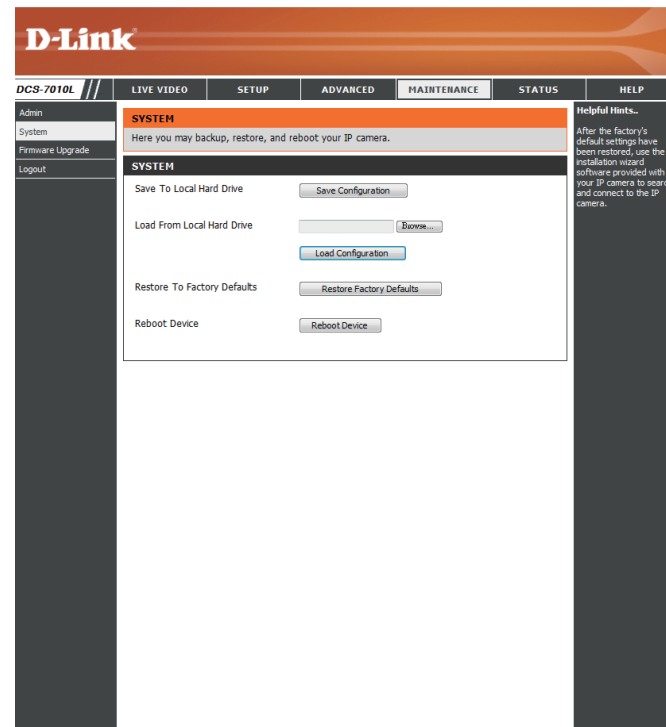 D-Link
DCS-7010L
LIVE VIDEO
SETUP
ADVANCED
MAINTENANCE
STATUS
HELP
Admin
System
Firmware Upgrade
Logout
SYSTEM
Here you may backup, restore, and reboot your IP camera.
SYSTEM
Save To Local Hard Drive
Save Configuration
Load From Local Hard Drive
Browse...
Load Configuration
Restore To Factory Defaults
Restore Factory Defaults
Reboot Device
Reboot Device
Helpful Hints..
After the factory's
default settings have
been restored, use the
installation wizard
software provided with
your IP camera to sear
and connect to the IP
camera.